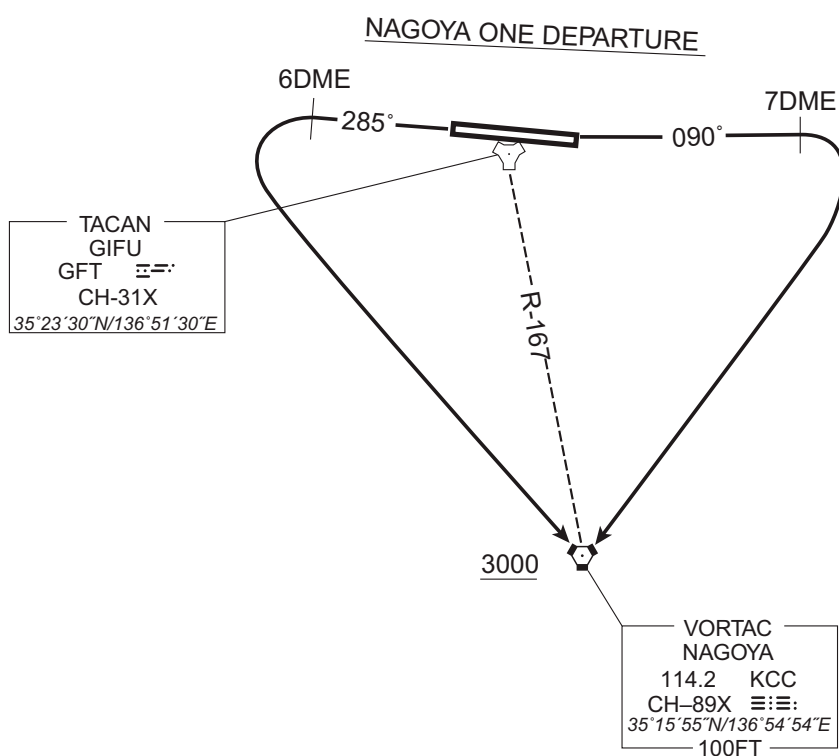 NAGOYA ONE DEPARTURE
6DME
7DME
285°
090°
TACAN
GIFU
GFT
CH-31X
35°23´30˝N/136°51´30˝E
R-167
3000
VORTAC
NAGOYA
114.2 KCC
CH–89X
35°15´55˝N/136°54´54˝E
100FT